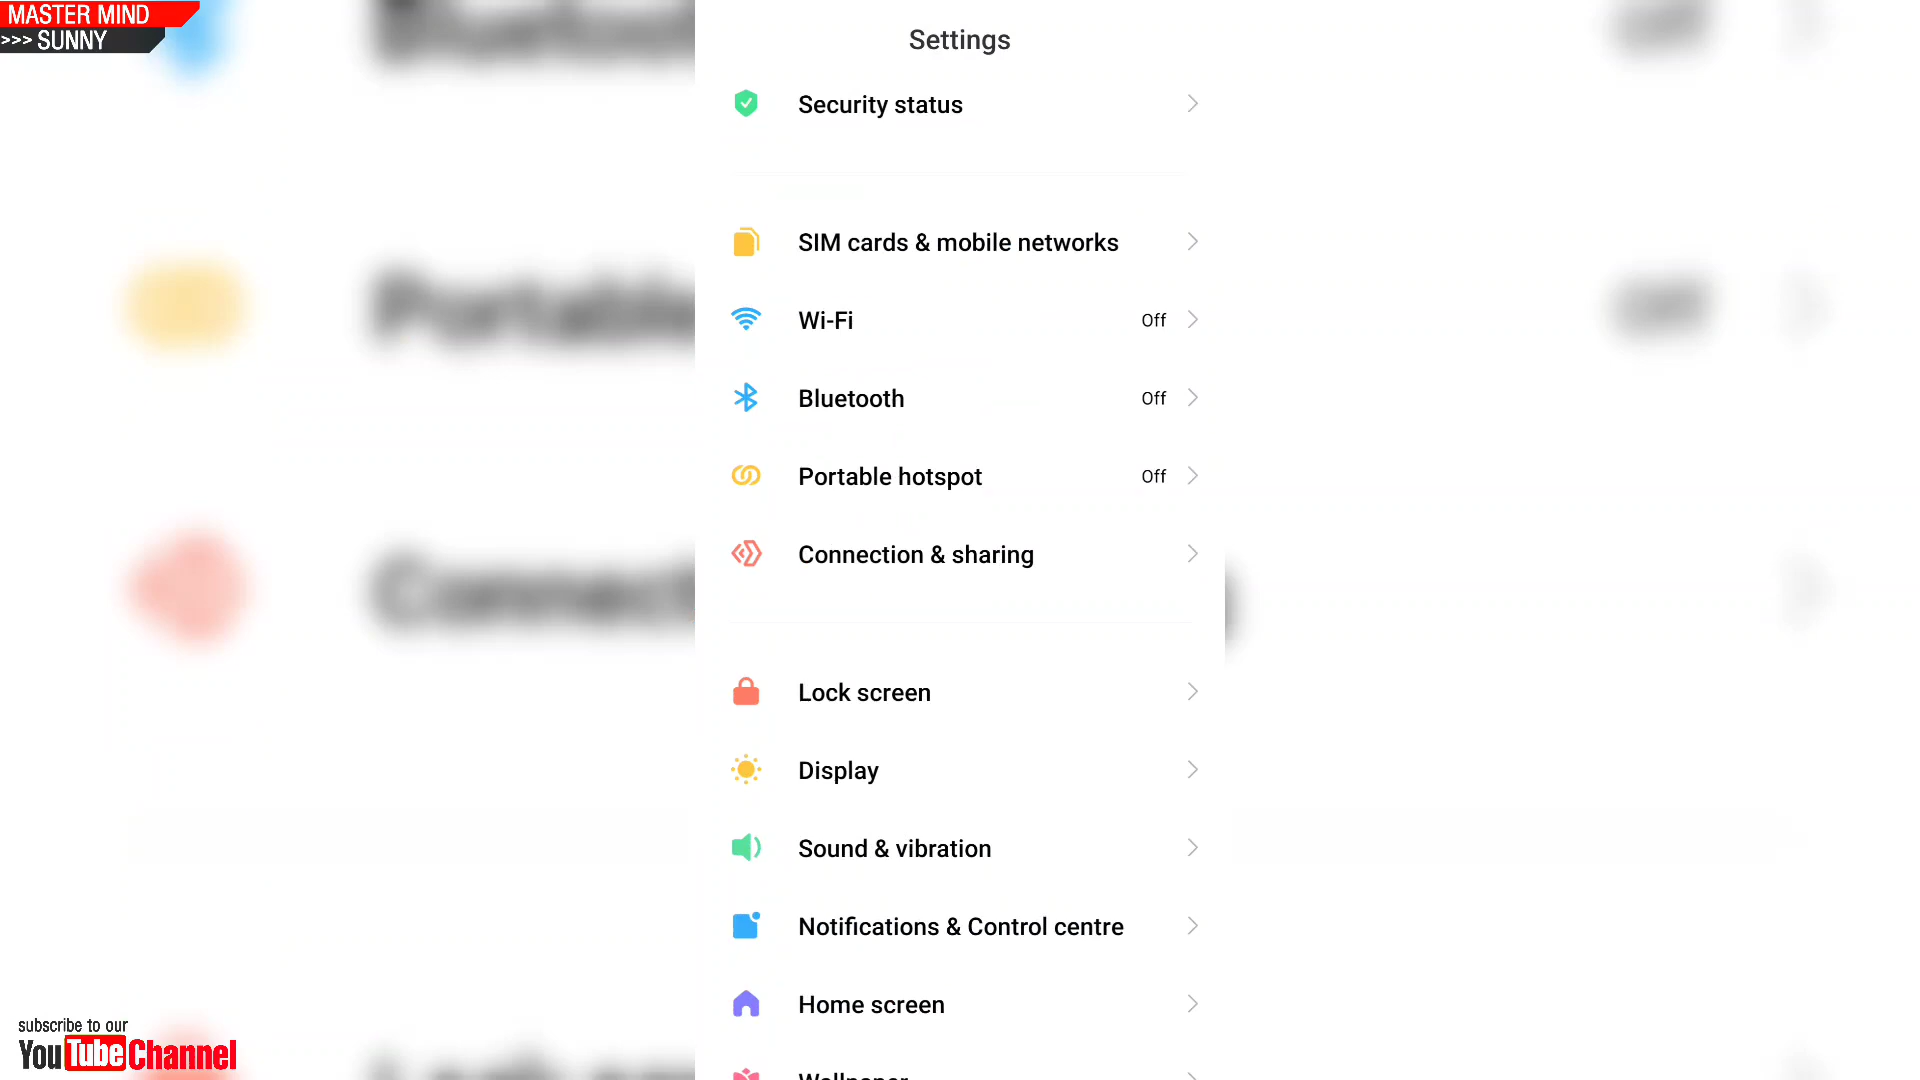 MASTER MIND
>>> SUNNY
Settings
Security status
SIM cards & mobile networks
Wi-Fi Off
Bluetooth Off
Portable hotspot Off
Connection & sharing
Lock screen
Display
Sound & vibration
Notifications & Control centre
Home screen
Wallpaper
subscribe to our
YouTube Channel